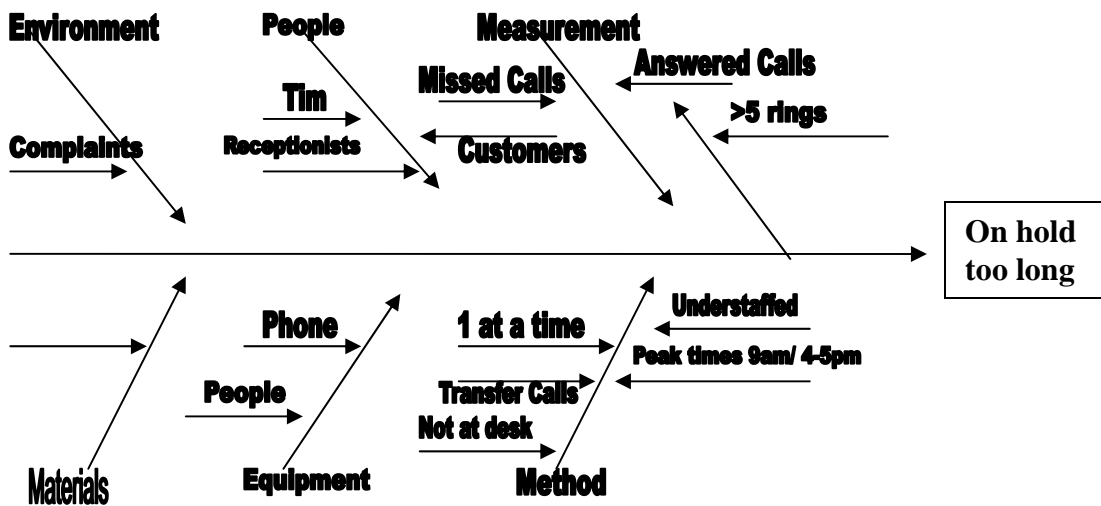 Environment
People
Measurement
Answered Calls
Missed Calls
Tim
>5 rings
Complaints
Receptionists
Customers
On hold
too long
Understaffed
Phone
1 at a time
Peak times 9am/ 4-5pm
People
Transfer Calls
Not at desk
Materials
Equipment
Method